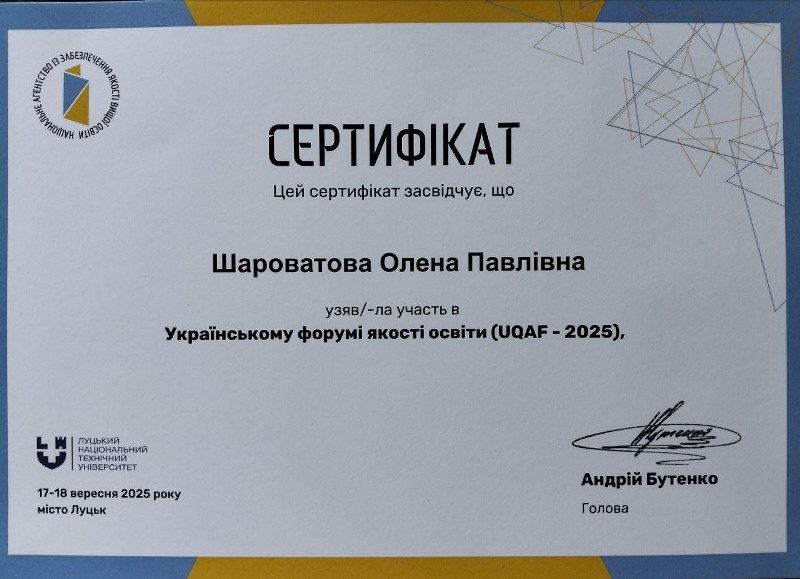 НАЦІОНАЛЬНЕ АГЕНТСТВО ІЗ ЗАБЕЗПЕЧЕННЯ ЯКОСТІ ВИЩОЇ ОСВІТИ
СЕРТИФІКАТ
Цей сертифікат засвідчує, що
Шароватова Олена Павлівна
узяв/-ла участь в
Українському форумі якості освіти (UQAF - 2025),
ЛУЦЬКИЙ
НАЦІОНАЛЬНИЙ
ТЕХНІЧНИЙ
УНІВЕРСИТЕТ
17-18 вересня 2025 року
місто Луцьк
Андрій Бутенко
Голова